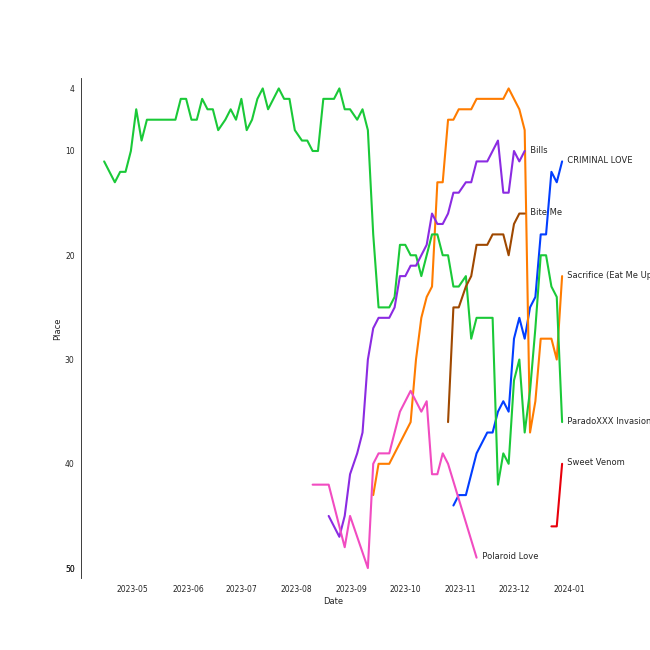 4
10
20
30
40
50
Place
Bills
CRIMINAL LOVE
Bite Me
Sacrifice (Eat Me Up
ParadoXXX Invasion
Sweet Venom
Polaroid Love
2023-05 2023-06 2023-07 2023-08 2023-09 2023-10 2023-11 2023-12 2024-01
Date